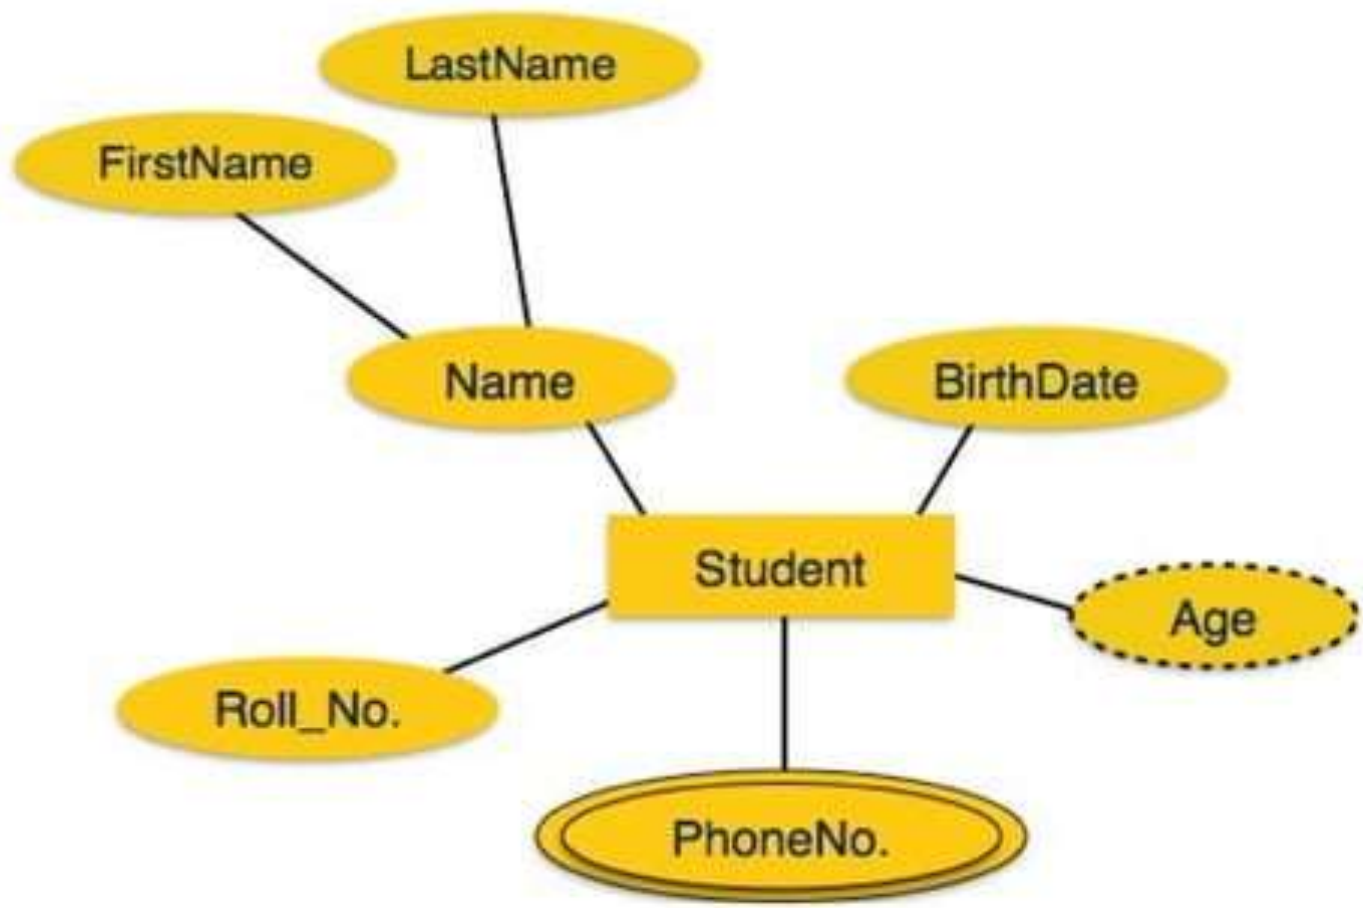 LastName
FirstName
Name
BirthDate
Student
Age
Roll_No.
PhoneNo.